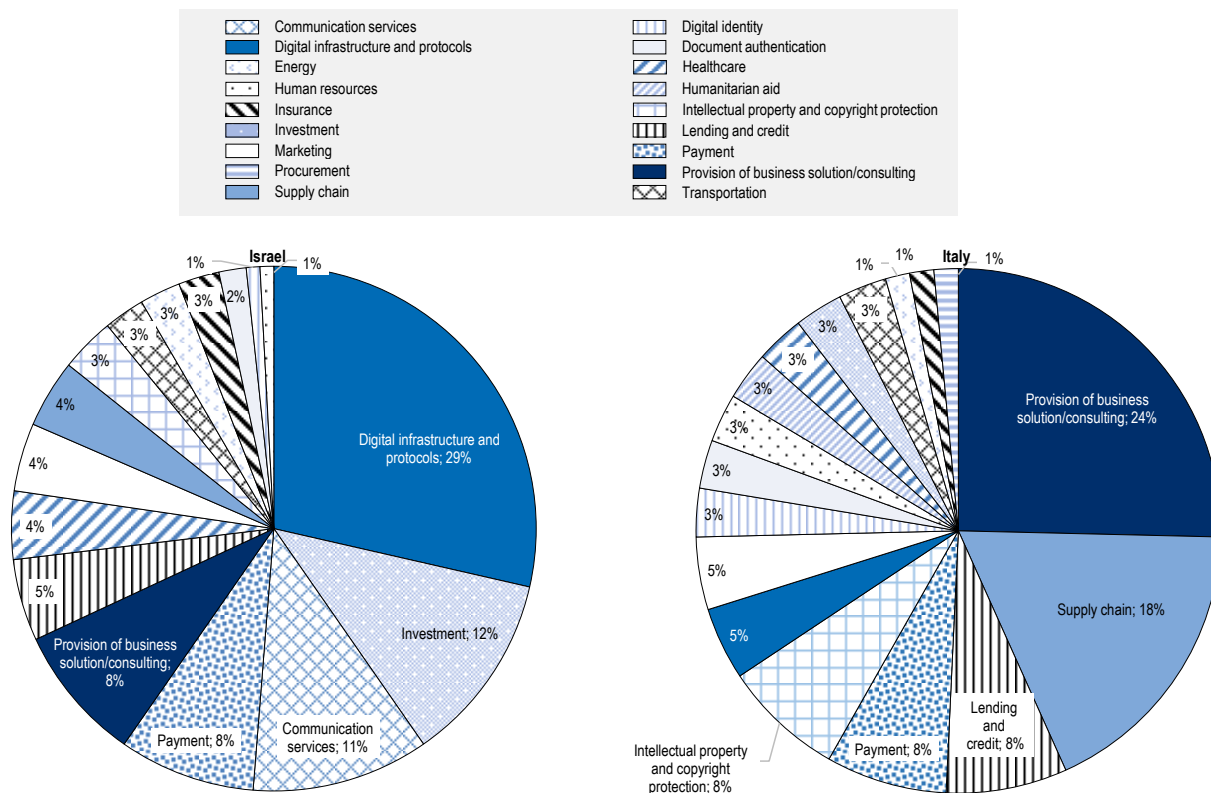 Communication services
Digital infrastructure and protocols
Energy
Human resources
Insurance
Investment
Marketing
Procurement
Supply chain
Digital identity
Document authentication
Healthcare
Humanitarian aid
Intellectual property and copyright protection
Lending and credit
Payment
Provision of business solution/consulting
Transportation
Israel
1%
1%
2%
3%
3%
3%
3%
4%
4%
4%
5%
Digital infrastructure and
protocols; 29%
Investment; 12%
Communication
services; 11%
Payment; 8%
Provision of business
solution/consulting;
8%
Italy
1%
1%
1%
3%
3%
3%
3%
3%
3%
3%
5%
5%
Provision of business
solution/consulting; 24%
Supply chain; 18%
Lending
and
credit; 8%
Payment; 8%
Intellectual property
and copyright
protection; 8%